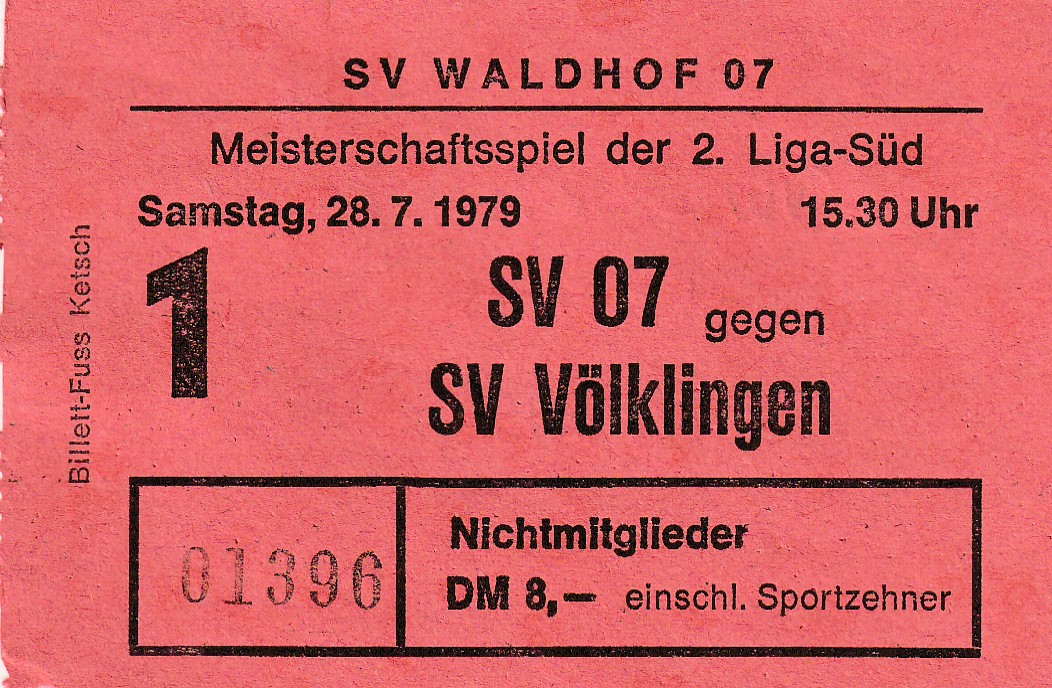 SV WALDHOF 07
Meisterschaftsspiel der 2. Liga-Süd
Samstag, 28. 7. 1979 15.30 Uhr
1
SV 07 gegen
SV Völklingen
Billett-Fuss Ketsch
01396
Nichtmitglieder
DM 8,— einschl. Sportzehner